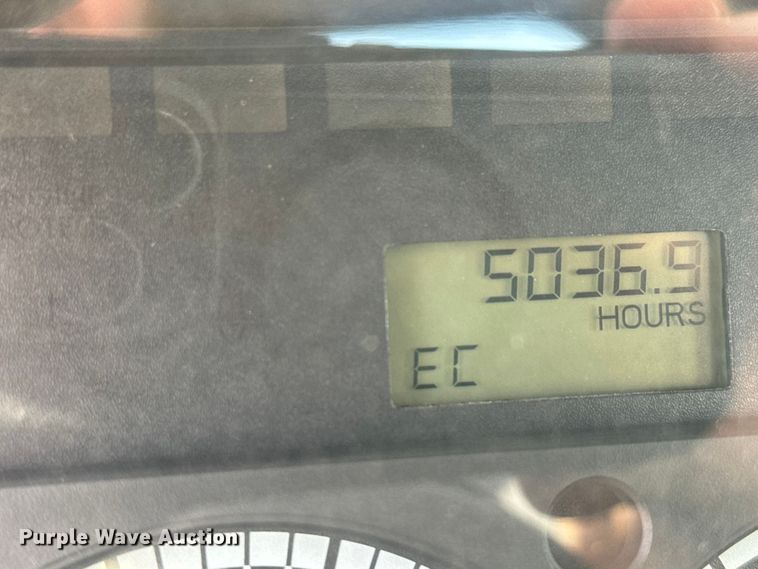 5036.9
HOURS
EC
Purple Wave Auction®